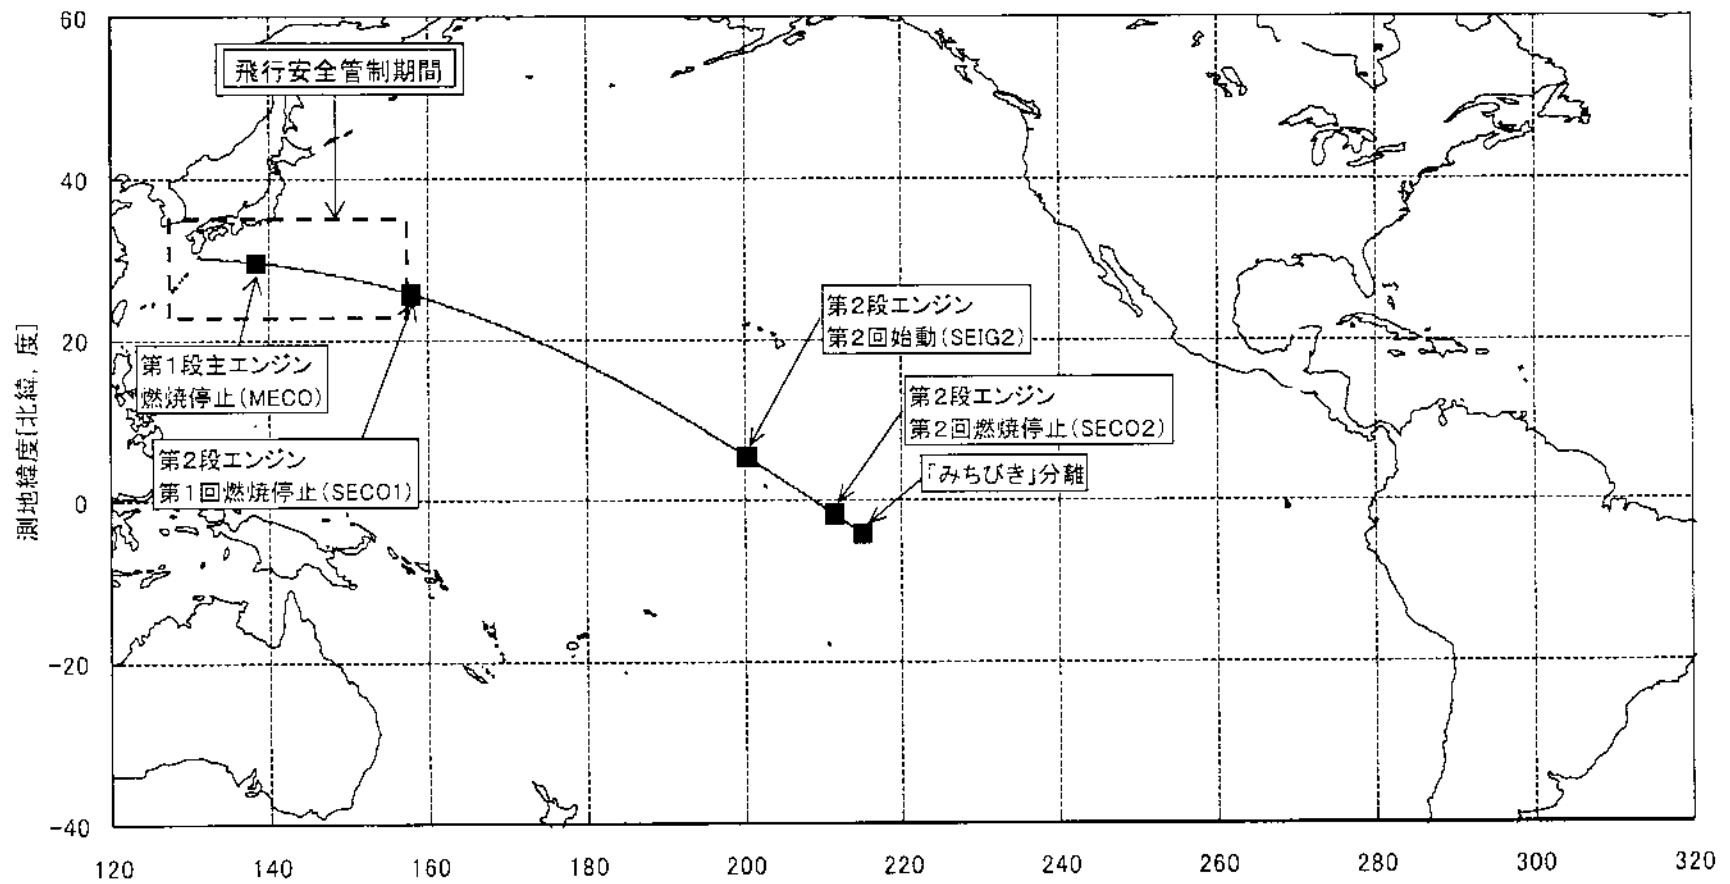 60
飛行安全管制期間
40
第2段エンジン
第2回始動(SEIG2)
20
第1段主エンジン
燃焼停止(MECO)
第2段エンジン
第2回燃焼停止(SECO2)
第2段エンジン
第1回燃焼停止(SECO1)
「みちびき」分離
0
測地緯度[北緯, 度]
-20
-40
120 140 160 180 200 220 240 260 280 300 320